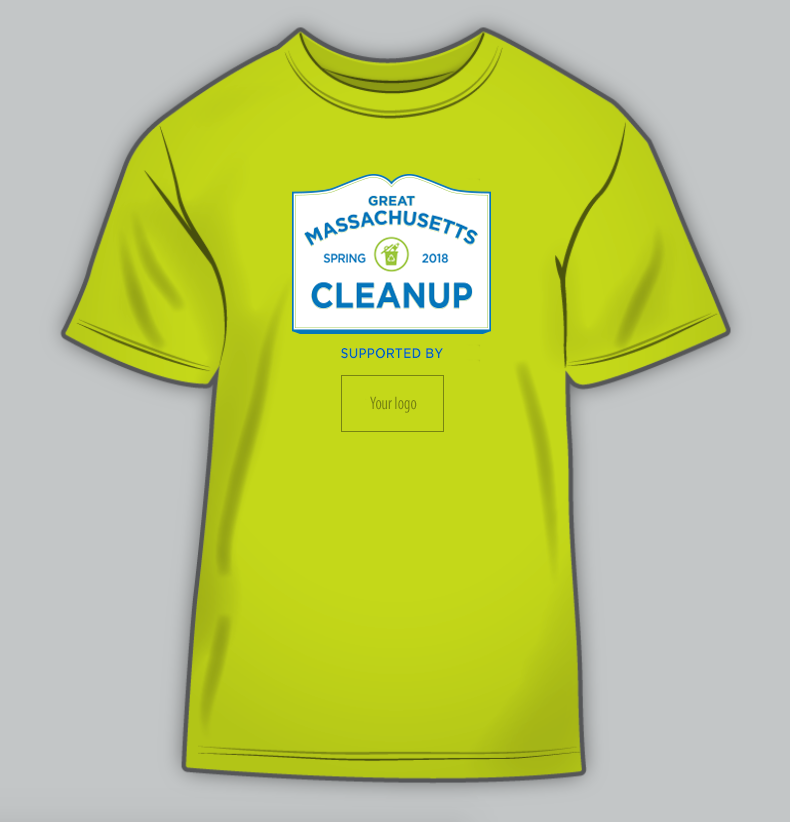 GREAT
MASSACHUSETTS
SPRING 2018
CLEANUP
SUPPORTED BY
Your logo